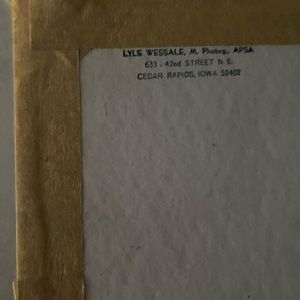 LYLE WESSALE, M. Photog., APSA
633 - 42nd STREET N. E.
CEDAR RAPIDS, IOWA 52402